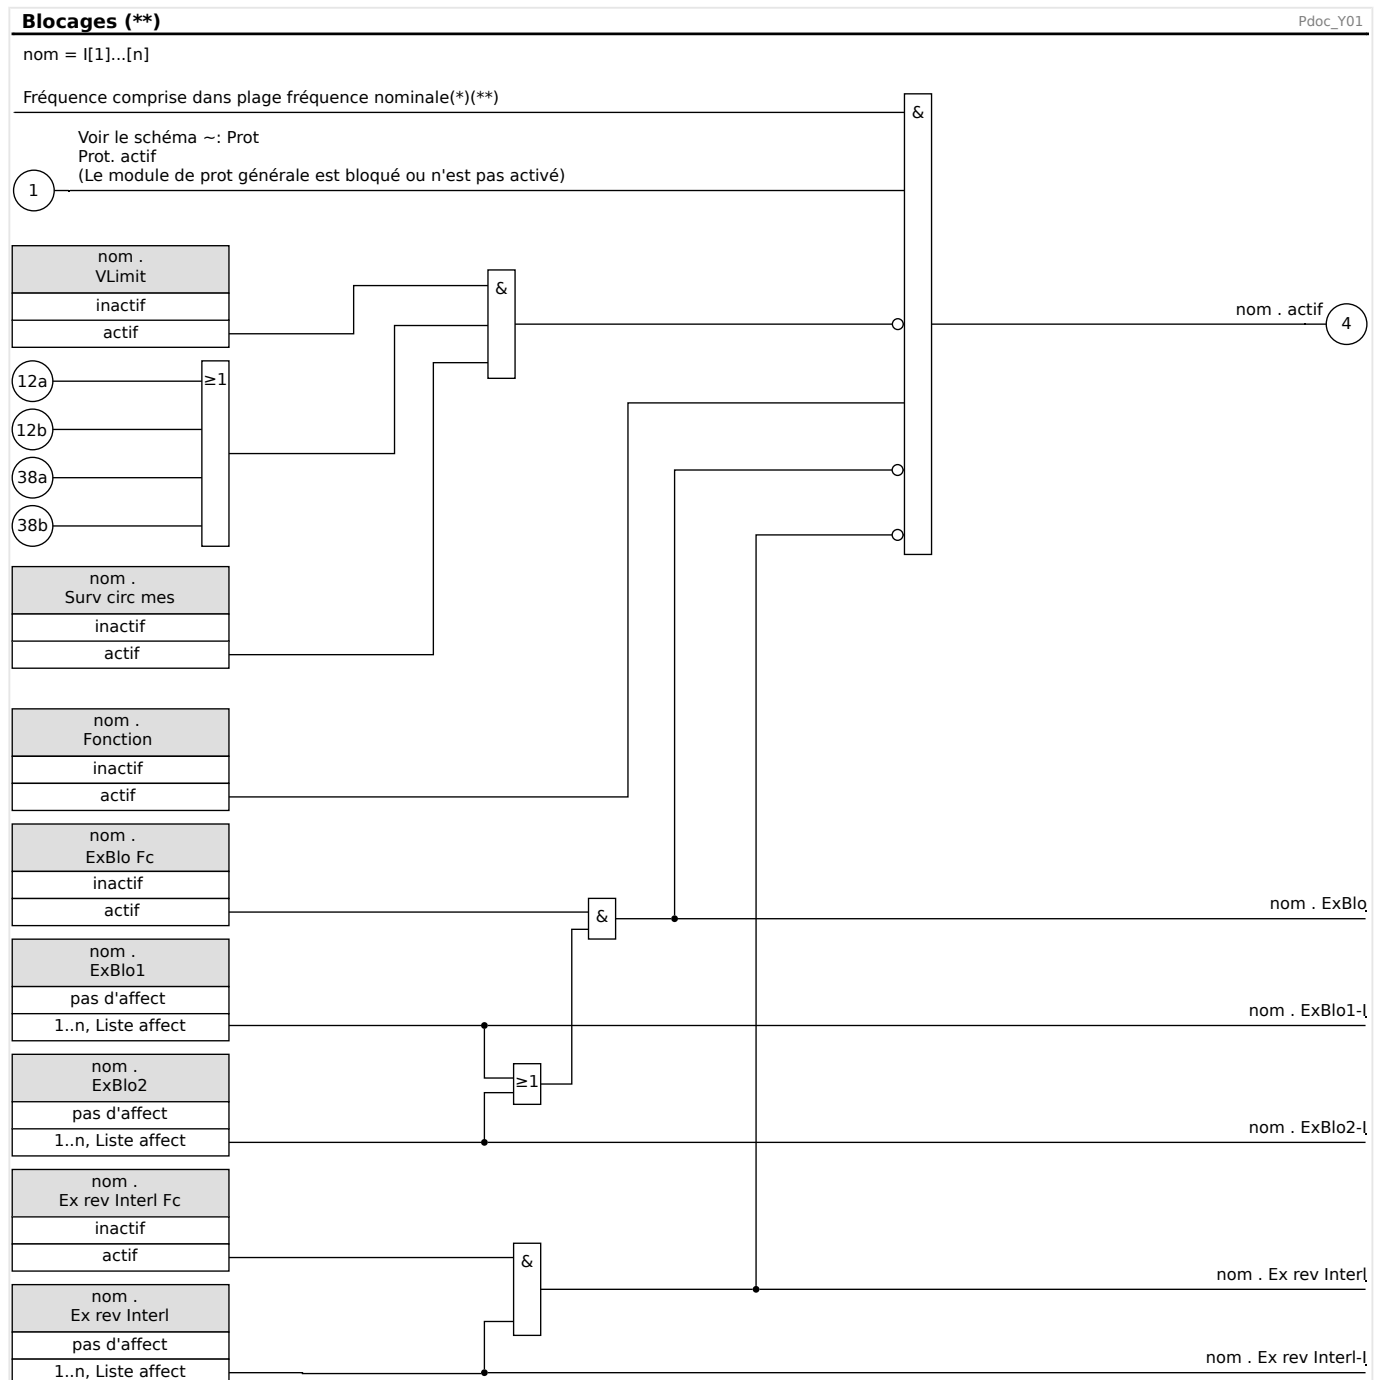 Blocages (**)
Pdoc_Y01
nom = I[1]...[n]
Fréquence comprise dans plage fréquence nominale(*)(**)
&
Voir le schéma ~: Prot
Prot. actif
(Le module de prot générale est bloqué ou n'est pas activé)
1
nom .
VLimit
inactif
actif
&
nom . actif
4
12a
≥1
12b
38a
38b
nom .
Surv circ mes
inactif
actif
nom .
Fonction
inactif
actif
nom .
ExBlo Fc
inactif
actif
&
nom . ExBlo
nom .
ExBlo1
pas d'affect
1..n, Liste affect
nom . ExBlo1-I
nom .
ExBlo2
≥1
pas d'affect
1..n, Liste affect
nom . ExBlo2-I
nom .
Ex rev Interl Fc
inactif
actif
&
nom . Ex rev Interl
nom .
Ex rev Interl
pas d'affect
1..n, Liste affect
nom . Ex rev Interl-I